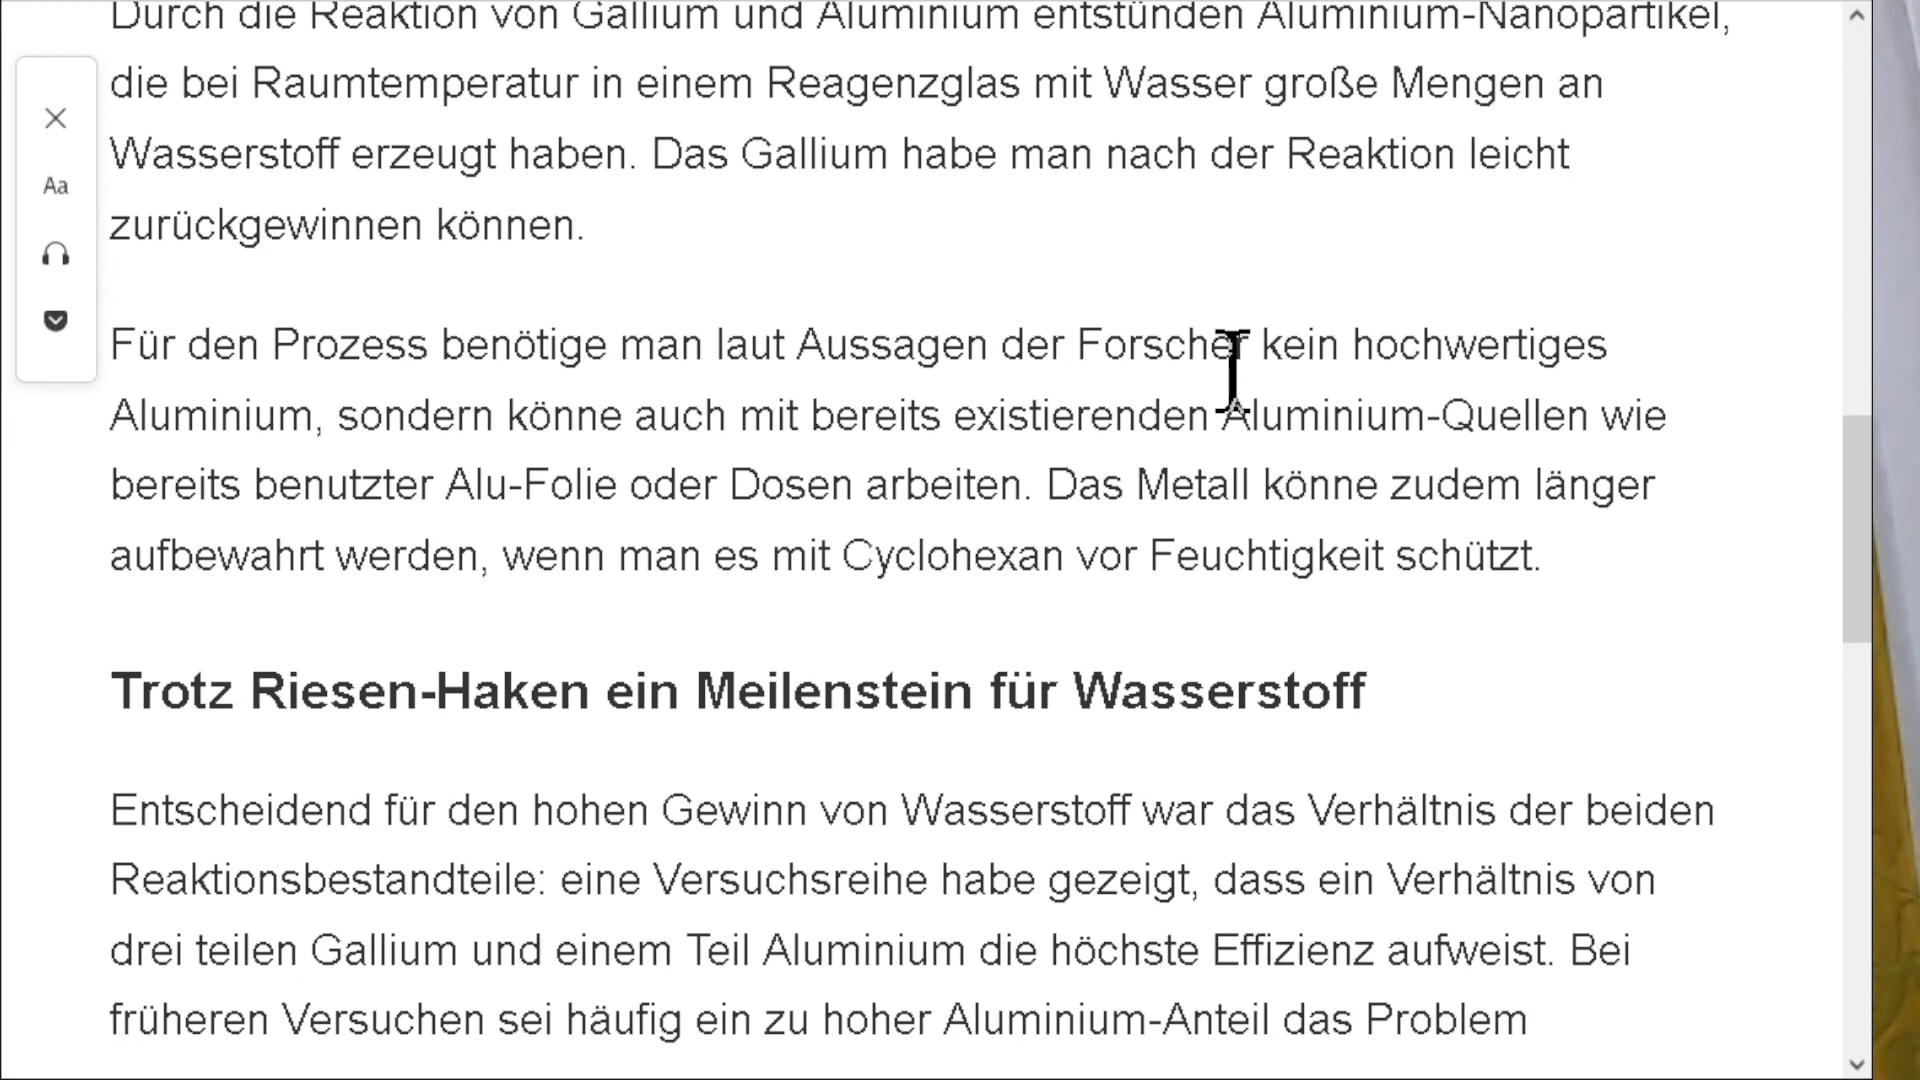 Durch die Reaktion von Gallium und Aluminium entstünden Aluminium-Nanopartikel,
die bei Raumtemperatur in einem Reagenzglas mit Wasser große Mengen an
Wasserstoff erzeugt haben. Das Gallium habe man nach der Reaktion leicht
zurückgewinnen können.
Aa
Für den Prozess benötige man laut Aussagen der Forscher kein hochwertiges
Aluminium, sondern könne auch mit bereits existierenden Aluminium-Quellen wie
bereits benutzter Alu-Folie oder Dosen arbeiten. Das Metall könne zudem länger
aufbewahrt werden, wenn man es mit Cyclohexan vor Feuchtigkeit schützt.
Trotz Riesen-Haken ein Meilenstein für Wasserstoff
Entscheidend für den hohen Gewinn von Wasserstoff war das Verhältnis der beiden
Reaktionsbestandteile: eine Versuchsreihe habe gezeigt, dass ein Verhältnis von
drei teilen Gallium und einem Teil Aluminium die höchste Effizienz aufweist. Bei
früheren Versuchen sei häufig ein zu hoher Aluminium-Anteil das Problem